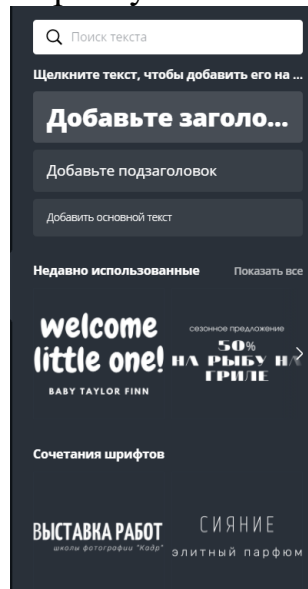 Поиск текста
Щелкните текст, чтобы добавить его на ...
Добавьте заголо...
Добавьте подзаголовок
Добавить основной текст
Недавно использованные Показать все
welcome
little one!
BABY TAYLOR FINN
сезонное предложение
50%
НА РЫБУ НА
ГРИЛЕ
Сочетания шрифтов
ВЫСТАВКА РАБОТ
школы фотографии "Кадр"
СИЯНИЕ
элитный парфюм